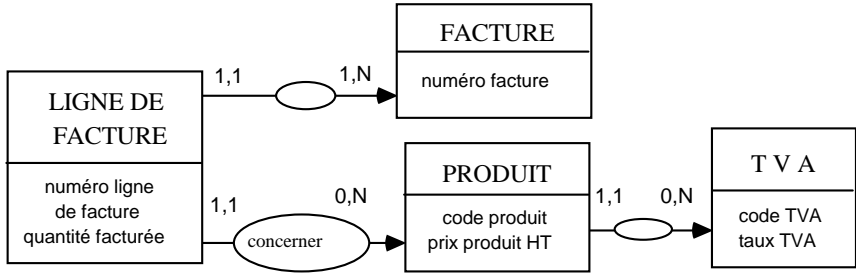 FACTURE
numéro facture
1,1
1,N
LIGNE DE
FACTURE
numéro ligne
de facture
quantité facturée
1,1
concerner
0,N
PRODUIT
code produit
prix produit HT
1,1
0,N
T V A
code TVA
taux TVA